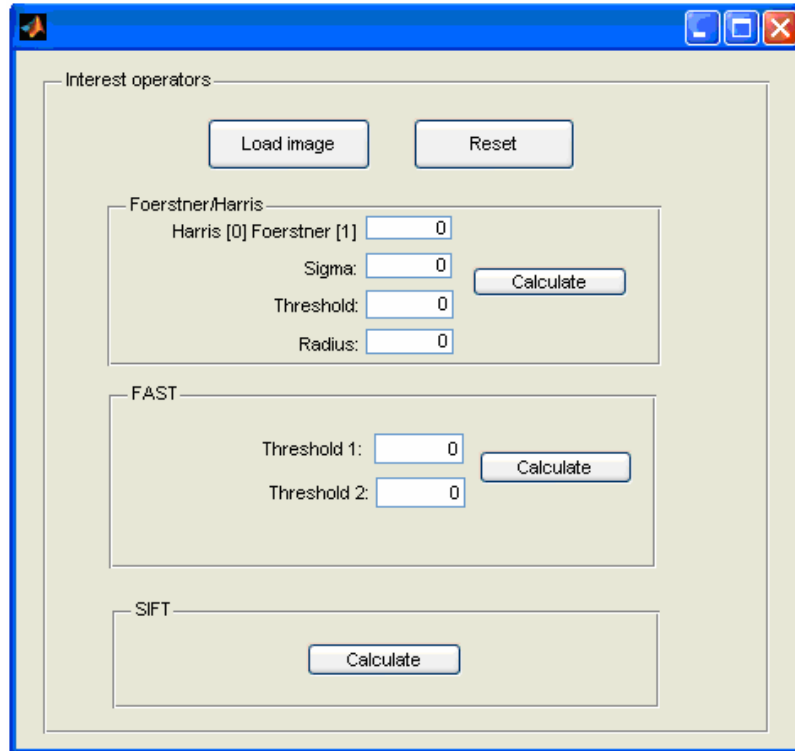 Interest operators
Load image Reset
Foerstner/Harris
Harris [0] Foerstner [1] 0
Sigma: 0
Calculate
Threshold: 0
Radius: 0
FAST
Threshold 1: 0
Calculate
Threshold 2: 0
SIFT
Calculate